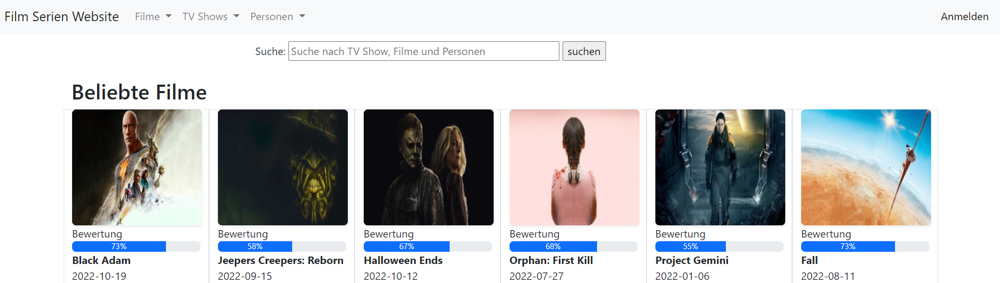 Film Serien Website Filme TV Shows Personen Anmelden
Suche: Suche nach TV Show, Filme und Personen suchen
Beliebte Filme
Bewertung Bewertung Bewertung Bewertung Bewertung Bewertung
73% 58% 67% 68% 55% 73%
Black Adam Jeepers Creepers: Reborn Halloween Ends Orphan: First Kill Project Gemini Fall
2022-10-19 2022-09-15 2022-10-12 2022-07-27 2022-01-06 2022-08-11